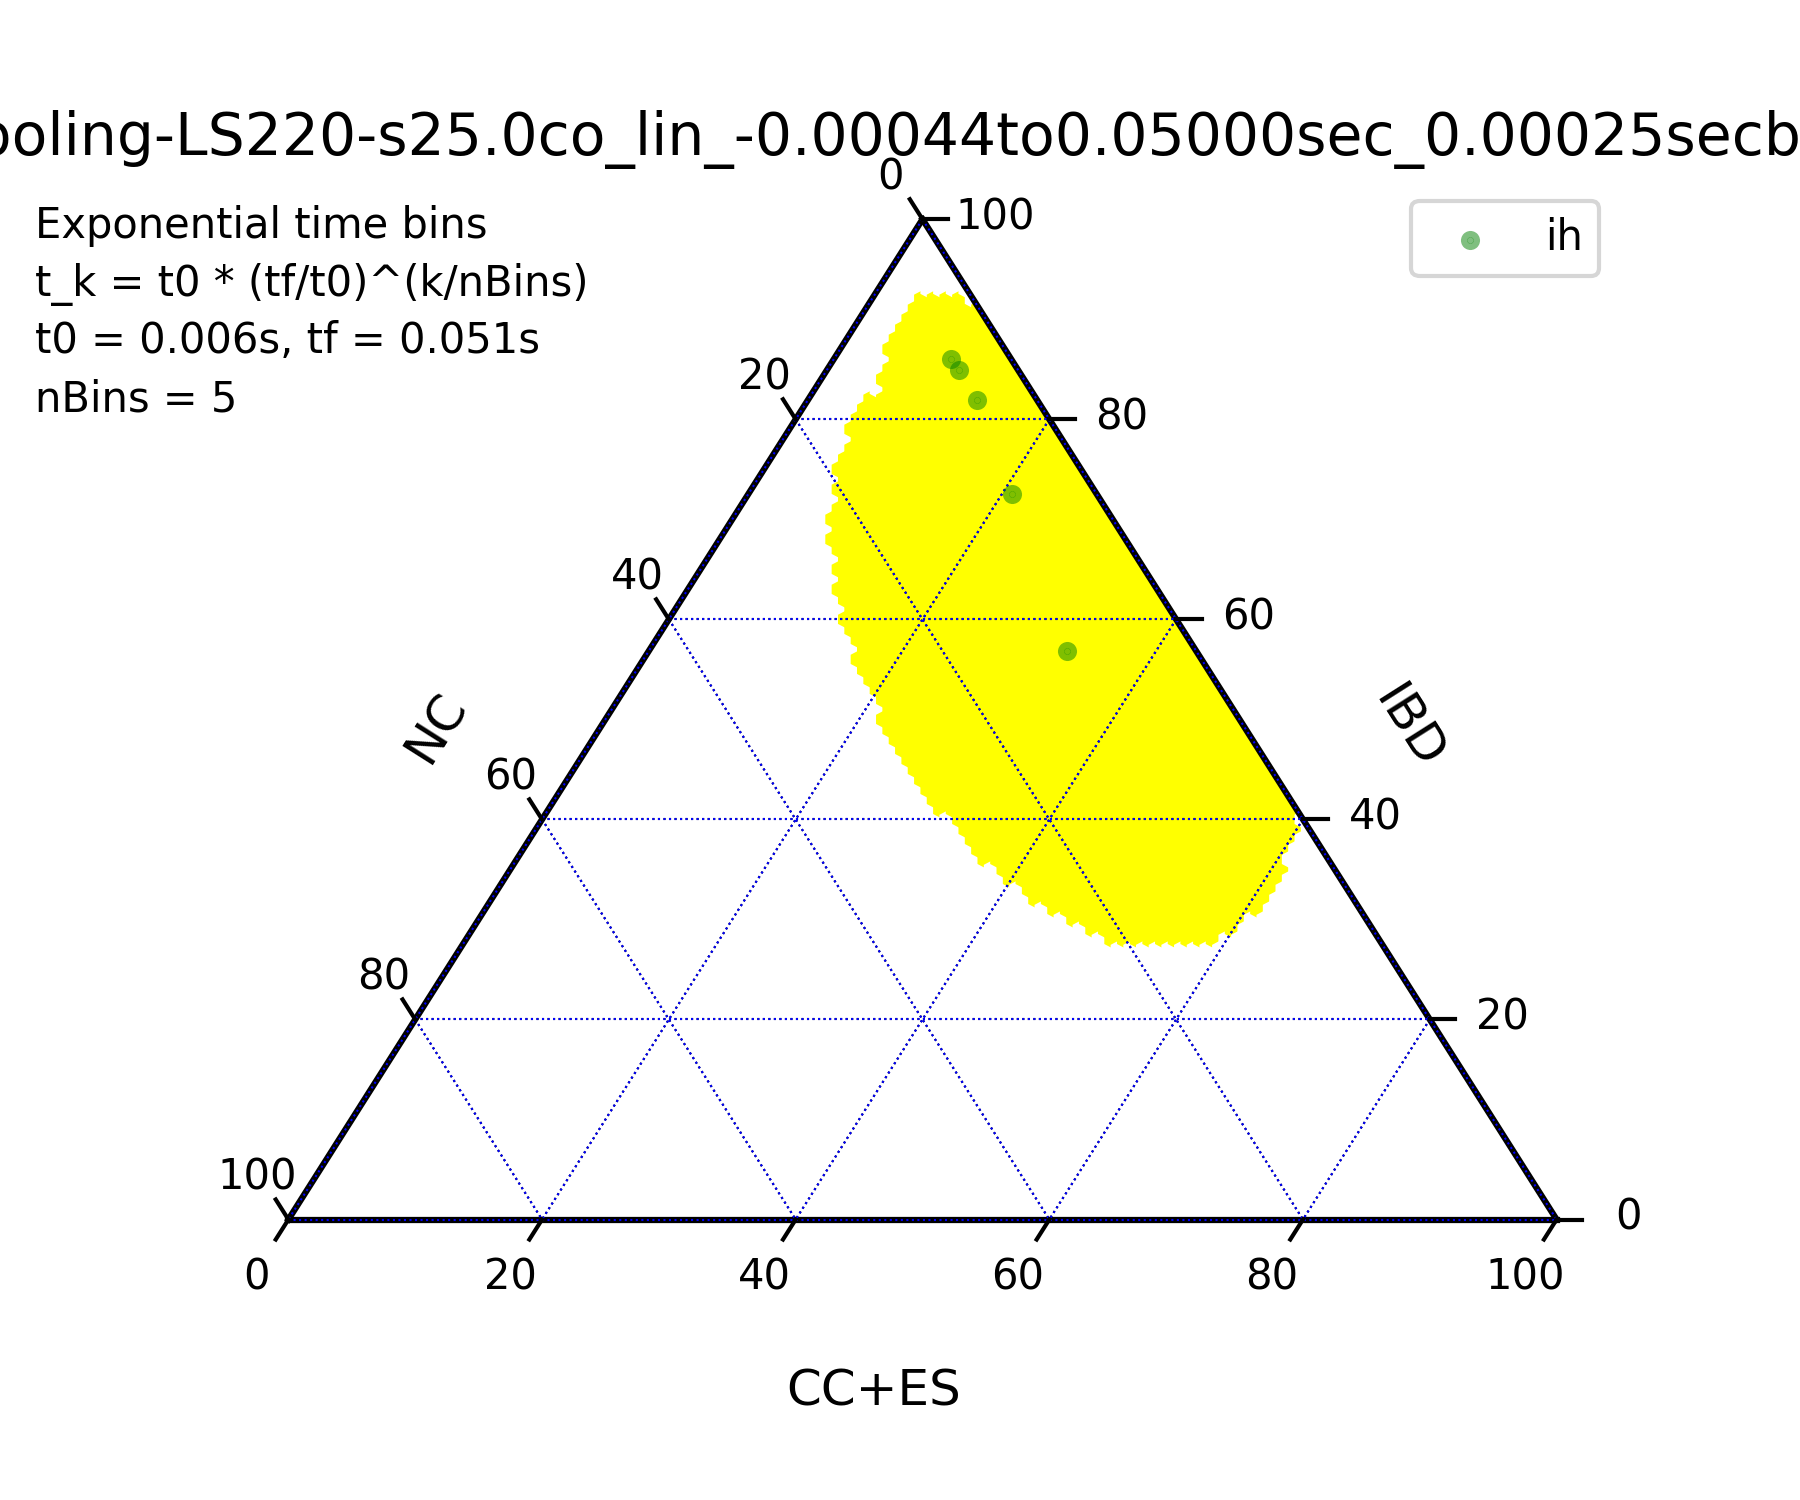 ooling-LS220-s25.0co_lin_-0.00044to0.05000sec_0.00025secb
Exponential time bins
t_k = t0 * (tf/t0)^(k/nBins)
t0 = 0.006s, tf = 0.051s
nBins = 5
ih
0
100
20
80
40
60
NC
IBD
60
40
80
20
100
0
0
20
40
60
80
100
CC+ES